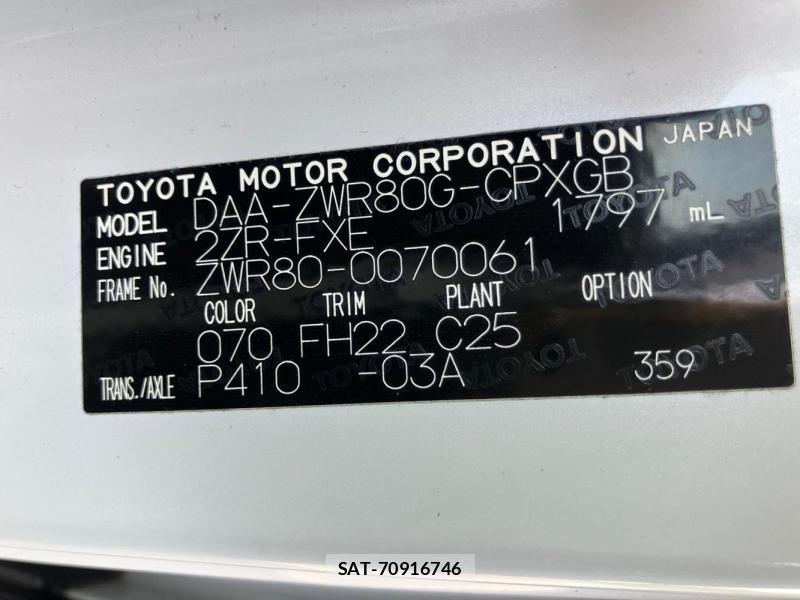 TOYOTA MOTOR CORPORATION JAPAN
MODEL DAA-ZWR80G-CPXGB
ENGINE 2ZR-FXE 1797 mL
FRAME No. ZWR80-0070061
COLOR TRIM PLANT OPTION
070 FH22 C25
TRANS./AXLE P410 -03A 359
SAT-70916746